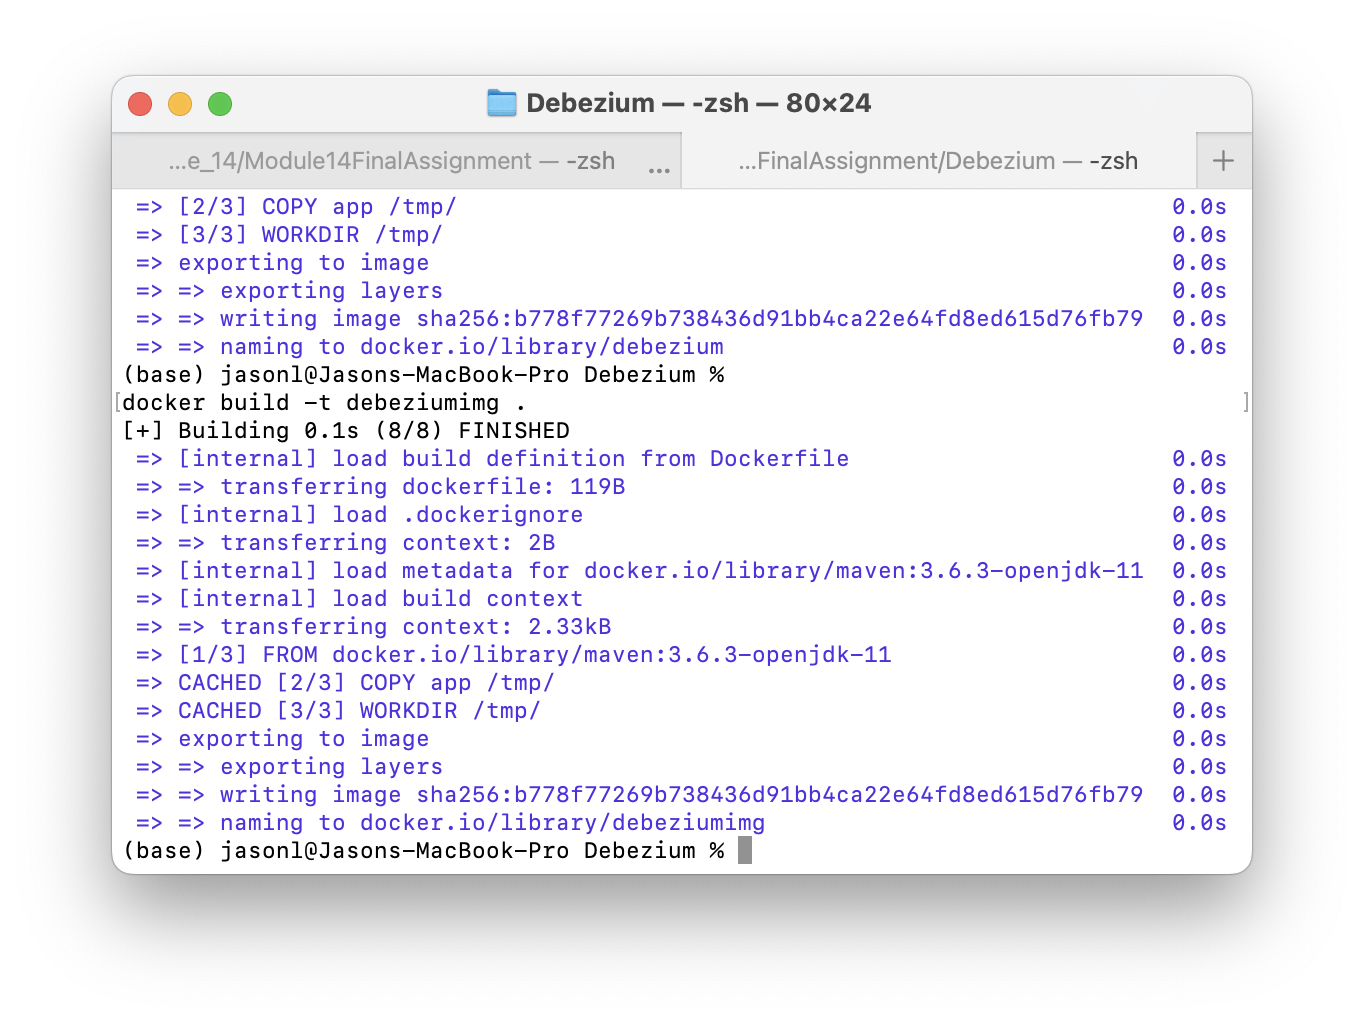 Debezium — -zsh — 80×24
...e_14/Module14FinalAssignment — -zsh ... ...FinalAssignment/Debezium — -zsh +
=> [2/3] COPY app /tmp/ 0.0s
=> [3/3] WORKDIR /tmp/ 0.0s
=> exporting to image 0.0s
=> => exporting layers 0.0s
=> => writing image sha256:b778f77269b738436d91bb4ca22e64fd8ed615d76fb79 0.0s
=> => naming to docker.io/library/debezium 0.0s
(base) jasonl@Jasons-MacBook-Pro Debezium %
[docker build -t debeziumimg . ]
[+] Building 0.1s (8/8) FINISHED
=> [internal] load build definition from Dockerfile 0.0s
=> => transferring dockerfile: 119B 0.0s
=> [internal] load .dockerignore 0.0s
=> => transferring context: 2B 0.0s
=> [internal] load metadata for docker.io/library/maven:3.6.3-openjdk-11 0.0s
=> [internal] load build context 0.0s
=> => transferring context: 2.33kB 0.0s
=> [1/3] FROM docker.io/library/maven:3.6.3-openjdk-11 0.0s
=> CACHED [2/3] COPY app /tmp/ 0.0s
=> CACHED [3/3] WORKDIR /tmp/ 0.0s
=> exporting to image 0.0s
=> => exporting layers 0.0s
=> => writing image sha256:b778f77269b738436d91bb4ca22e64fd8ed615d76fb79 0.0s
=> => naming to docker.io/library/debeziumimg 0.0s
(base) jasonl@Jasons-MacBook-Pro Debezium %